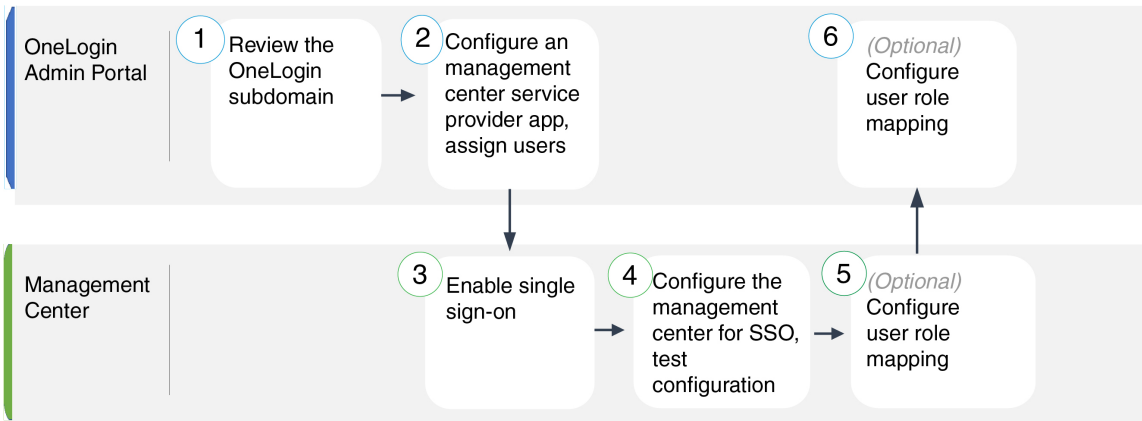 OneLogin
Admin Portal
1
Review the
OneLogin
subdomain
2
Configure an
management
center service
provider app,
assign users
6
(Optional)
Configure
user role
mapping
Management
Center
3
Enable single
sign-on
4
Configure the
management
center for SSO,
test
configuration
5
(Optional)
Configure
user role
mapping